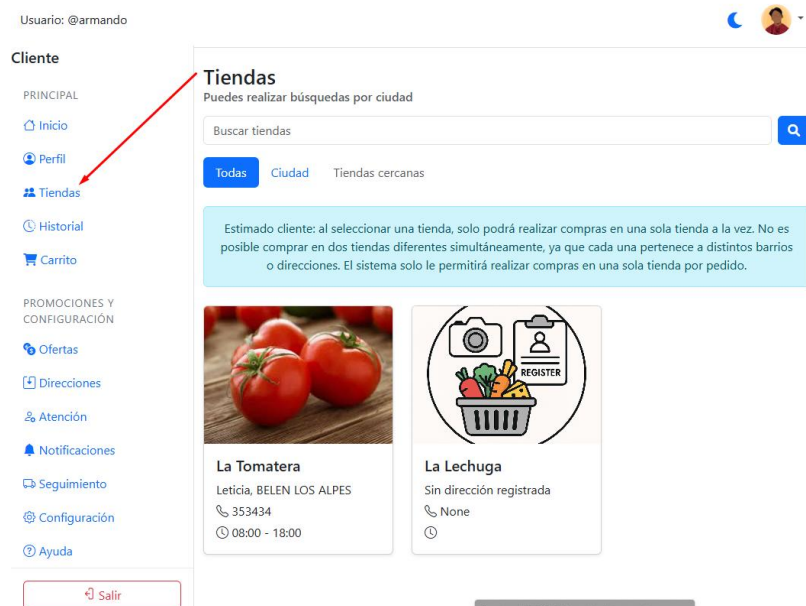 Usuario: @armando
Cliente
PRINCIPAL
Inicio
Perfil
Tiendas
Historial
Carrito
PROMOCIONES Y
CONFIGURACIÓN
Ofertas
Direcciones
Atención
Notificaciones
Seguimiento
Configuración
Ayuda
Salir
Tiendas
Puedes realizar búsquedas por ciudad
Buscar tiendas
Todas Ciudad Tiendas cercanas
Estimado cliente: al seleccionar una tienda, solo podrá realizar compras en una sola tienda a la vez. No es
posible comprar en dos tiendas diferentes simultáneamente, ya que cada una pertenece a distintos barrios
o direcciones. El sistema solo le permitirá realizar compras en una sola tienda por pedido.
La Tomatera
Leticia, BELEN LOS ALPES
353434
08:00 - 18:00
REGISTER
La Lechuga
Sin dirección registrada
None